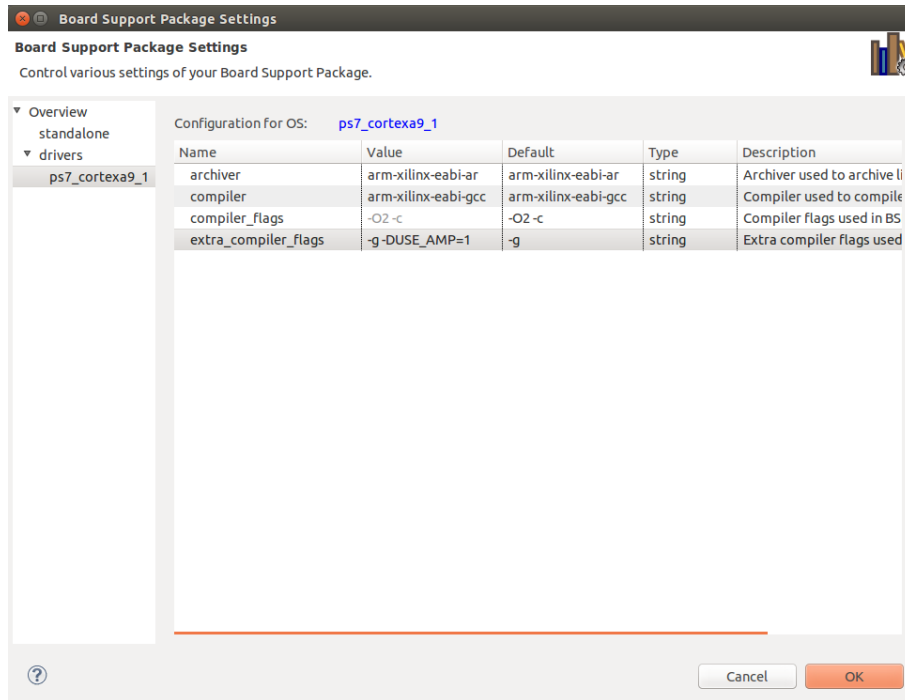 Board Support Package Settings
Board Support Package Settings
Control various settings of your Board Support Package.
Overview
standalone
drivers
ps7_cortexa9_1
Configuration for OS: ps7_cortexa9_1
Name Value Default Type Description
archiver arm-xilinx-eabi-ar arm-xilinx-eabi-ar string Archiver used to archive li
compiler arm-xilinx-eabi-gcc arm-xilinx-eabi-gcc string Compiler used to compile
compiler_flags -O2 -c -O2 -c string Compiler flags used in BS
extra_compiler_flags -g -DUSE_AMP=1 -g string Extra compiler flags used
? Cancel OK